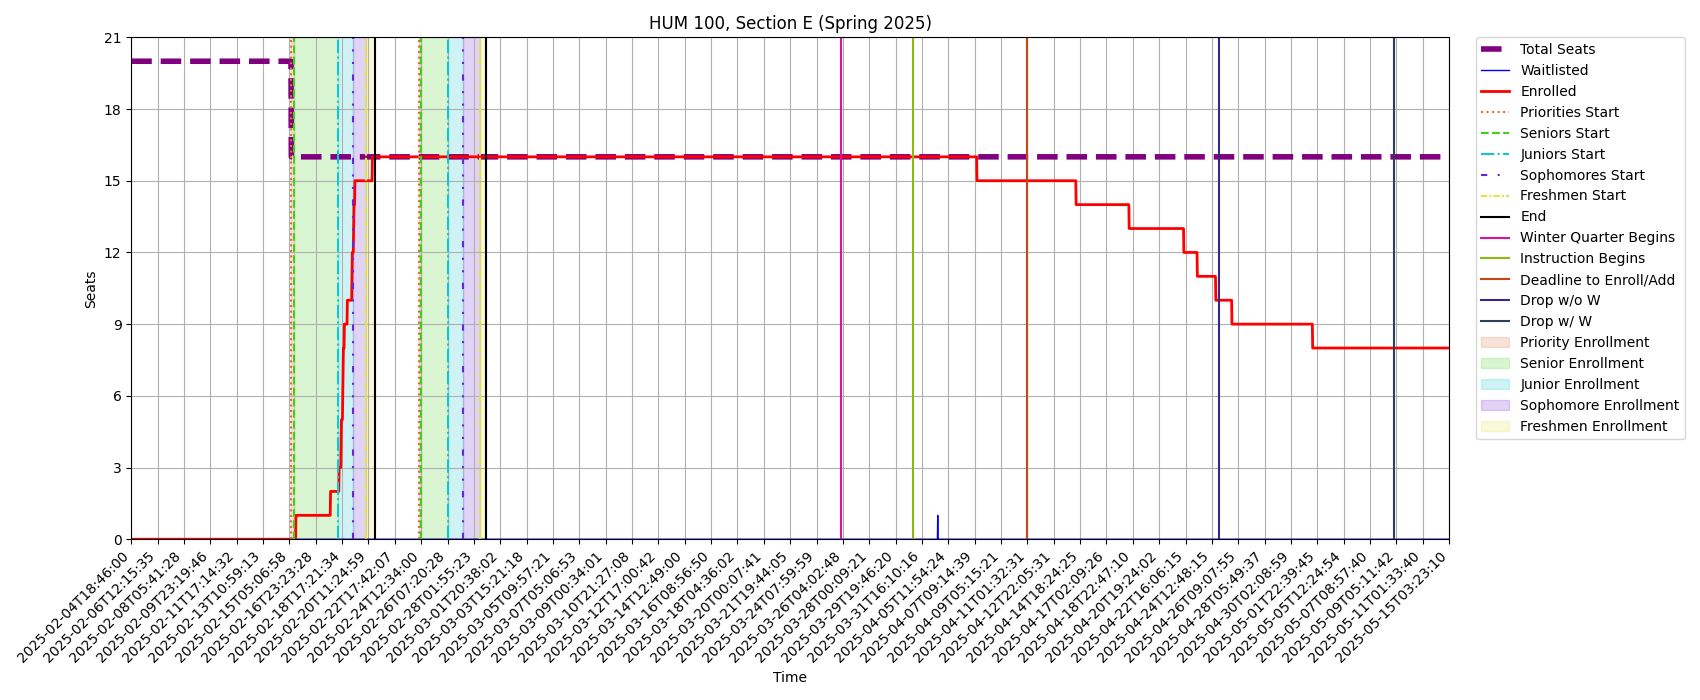 HUM 100, Section E (Spring 2025)
21
18
15
12
9
6
3
0
Seats
2025-02-04T18:46:00
2025-02-06T12:15:35
2025-02-08T05:41:28
2025-02-09T23:19:46
2025-02-11T17:14:32
2025-02-13T10:59:13
2025-02-15T05:06:58
2025-02-16T23:23:28
2025-02-18T17:21:34
2025-02-20T11:24:59
2025-02-22T17:42:07
2025-02-24T12:34:00
2025-02-26T07:20:28
2025-02-28T01:55:23
2025-03-01T20:38:02
2025-03-03T15:21:18
2025-03-05T09:57:21
2025-03-07T05:06:53
2025-03-09T00:34:01
2025-03-10T21:27:08
2025-03-12T17:00:42
2025-03-14T12:49:00
2025-03-16T08:56:50
2025-03-18T04:36:02
2025-03-20T00:07:41
2025-03-21T19:44:05
2025-03-24T07:59:59
2025-03-26T04:02:48
2025-03-28T00:09:21
2025-03-29T19:46:20
2025-03-31T16:10:16
2025-04-05T11:54:24
2025-04-07T09:14:39
2025-04-09T05:15:21
2025-04-11T01:32:31
2025-04-12T22:05:31
2025-04-14T18:24:25
2025-04-17T02:09:26
2025-04-18T22:47:10
2025-04-20T19:24:02
2025-04-22T16:06:15
2025-04-24T12:48:15
2025-04-26T09:07:55
2025-04-28T05:49:37
2025-04-30T02:08:59
2025-05-01T22:39:45
2025-05-05T12:24:54
2025-05-07T08:57:40
2025-05-09T05:11:42
2025-05-11T01:33:40
2025-05-15T03:23:10
Time
Total Seats
Waitlisted
Enrolled
Priorities Start
Seniors Start
Juniors Start
Sophomores Start
Freshmen Start
End
Winter Quarter Begins
Instruction Begins
Deadline to Enroll/Add
Drop w/o W
Drop w/ W
Priority Enrollment
Senior Enrollment
Junior Enrollment
Sophomore Enrollment
Freshmen Enrollment